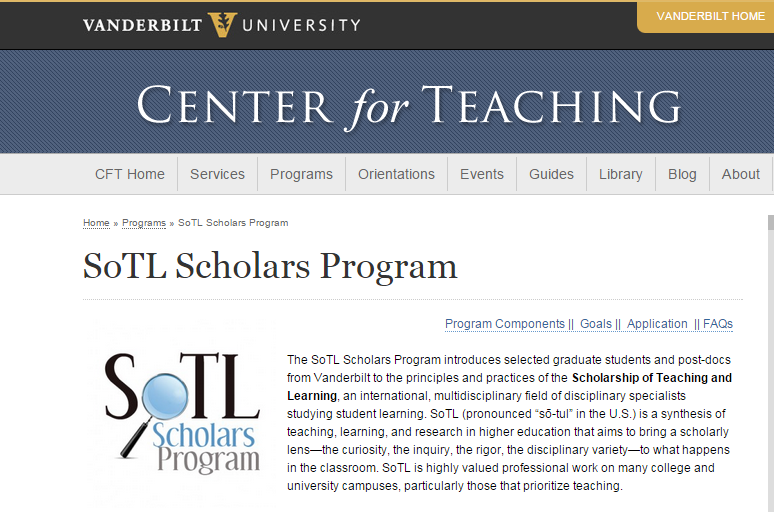 VANDERBILT UNIVERSITY
VANDERBILT HOME
CENTER for TEACHING
CFT Home Services Programs Orientations Events Guides Library Blog About
Home » Programs » SoTL Scholars Program
SoTL Scholars Program
Program Components || Goals || Application || FAQs
SoTL
Scholars
Program
The SoTL Scholars Program introduces selected graduate students and post-docs
from Vanderbilt to the principles and practices of the Scholarship of Teaching and
Learning, an international, multidisciplinary field of disciplinary specialists
studying student learning. SoTL (pronounced “sō-tul” in the U.S.) is a synthesis of
teaching, learning, and research in higher education that aims to bring a scholarly
lens—the curiosity, the inquiry, the rigor, the disciplinary variety—to what happens
in the classroom. SoTL is highly valued professional work on many college and
university campuses, particularly those that prioritize teaching.